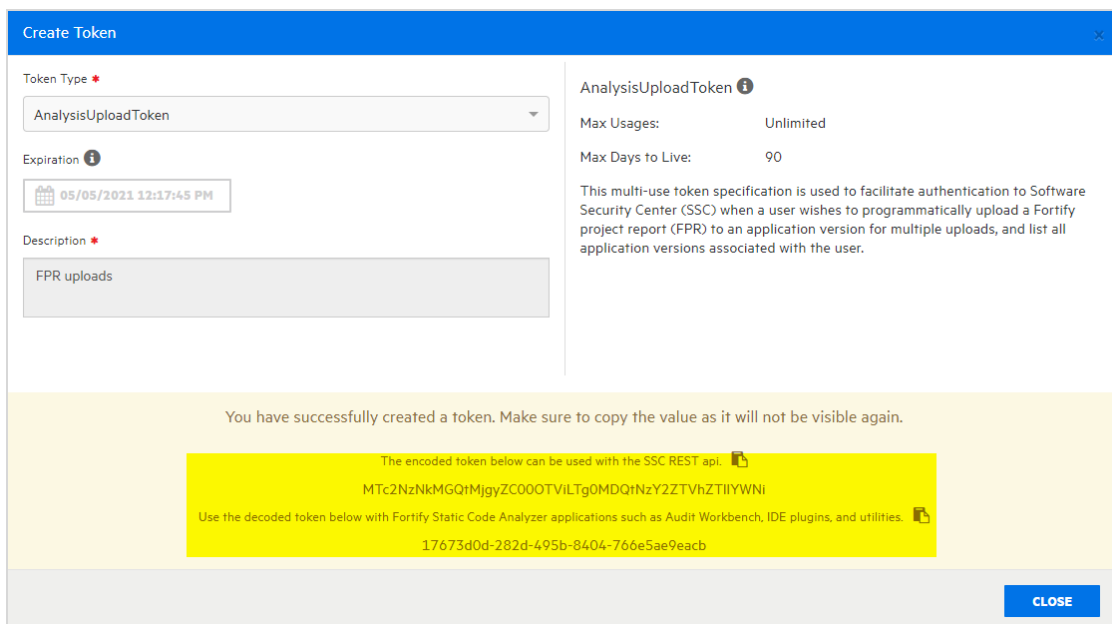 Create Token
×
Token Type *
AnalysisUploadToken
Expiration
05/05/2021 12:17:45 PM
Description *
FPR uploads
AnalysisUploadToken
Max Usages: Unlimited
Max Days to Live: 90
This multi-use token specification is used to facilitate authentication to Software
Security Center (SSC) when a user wishes to programmatically upload a Fortify
project report (FPR) to an application version for multiple uploads, and list all
application versions associated with the user.
You have successfully created a token. Make sure to copy the value as it will not be visible again.
The encoded token below can be used with the SSC REST api.
MTc2NzNkMGQtMjgyZC00OTViLTg0MDQtNzY2ZTVhZTllYWNi
Use the decoded token below with Fortify Static Code Analyzer applications such as Audit Workbench, IDE plugins, and utilities.
17673d0d-282d-495b-8404-766e5ae9eacb
CLOSE